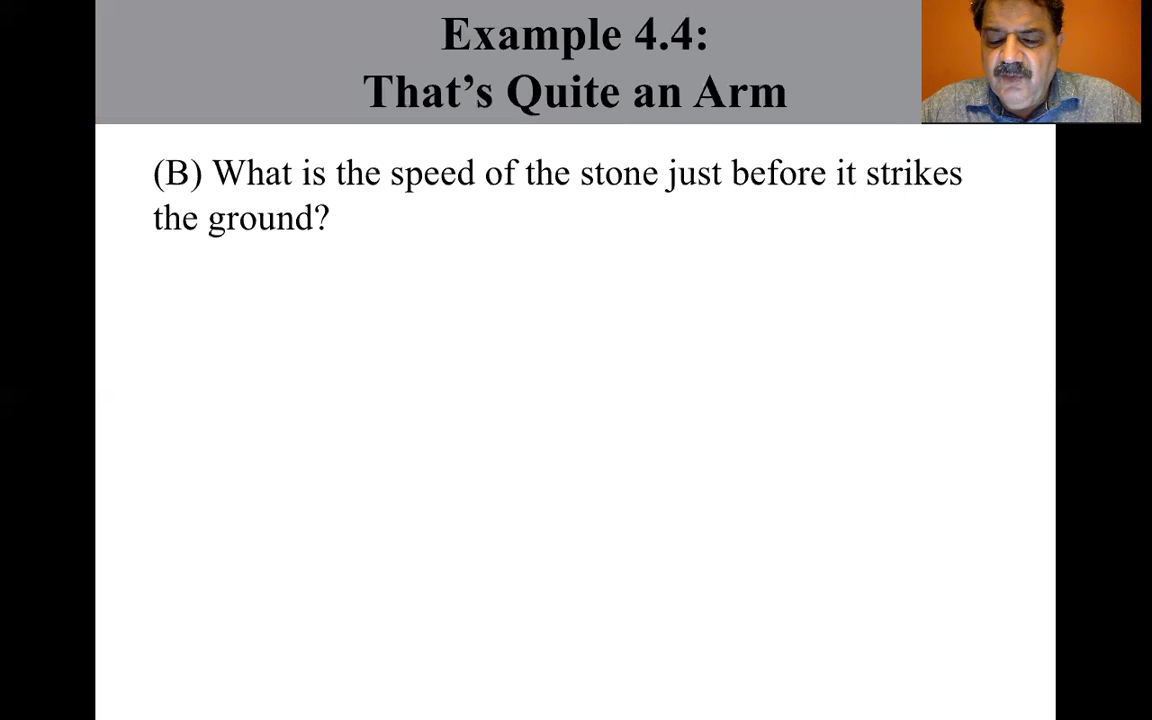 Example 4.4:
That’s Quite an Arm
(B) What is the speed of the stone just before it strikes
the ground?